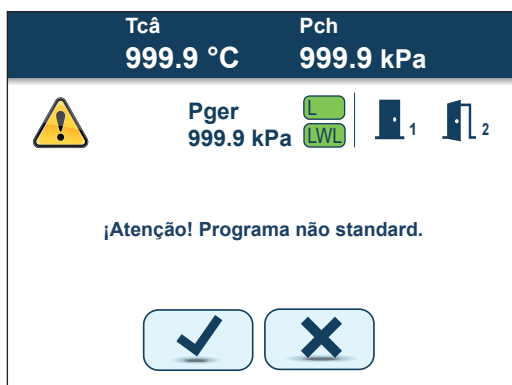 Tcâ Pch
999.9 °C 999.9 kPa
Pger L
999.9 kPa LWL 1 2
¡Atenção! Programa não standard.